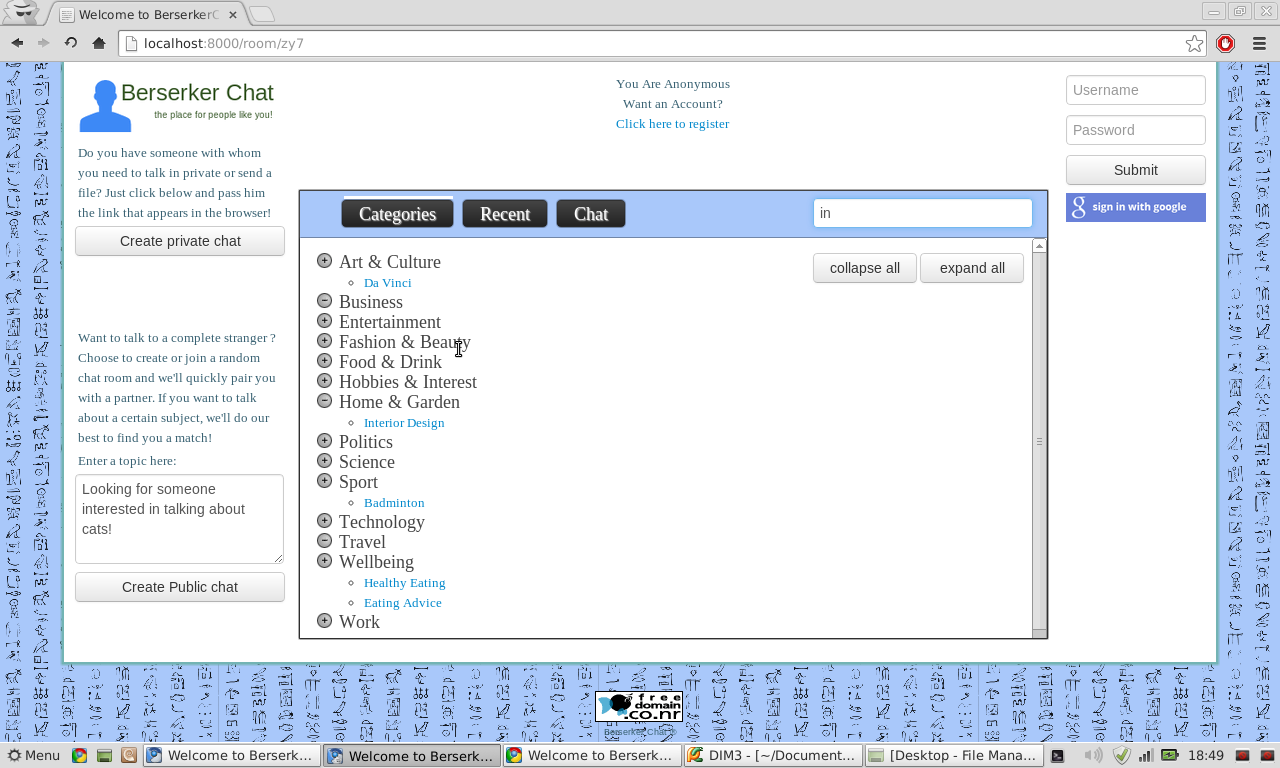 Welcome to BerserkerC
localhost:8000/room/zy7
Berserker Chat
the place for people like you!
Do you have someone with whom
you need to talk in private or send a
file? Just click below and pass him
the link that appears in the browser!
Create private chat
Want to talk to a complete stranger ?
Choose to create or join a random
chat room and we'll quickly pair you
with a partner. If you want to talk
about a certain subject, we'll do our
best to find you a match!
Enter a topic here:
Looking for someone
interested in talking about
cats!
Create Public chat
You Are Anonymous
Want an Account?
Click here to register
Categories
Recent
Chat
in
collapse all
expand all
Art & Culture
Da Vinci
Business
Entertainment
Fashion & Beauty
Food & Drink
Hobbies & Interest
Home & Garden
Interior Design
Politics
Science
Sport
Badminton
Technology
Travel
Wellbeing
Healthy Eating
Eating Advice
Work
Username
Password
Submit
g sign in with google
free
domain
.co.nr
Berserker Chat ©
Menu
Welcome to Berserk...
Welcome to Berserk...
Welcome to Berserk...
DIM3 - [~/Document...
[Desktop - File Mana...
18:49